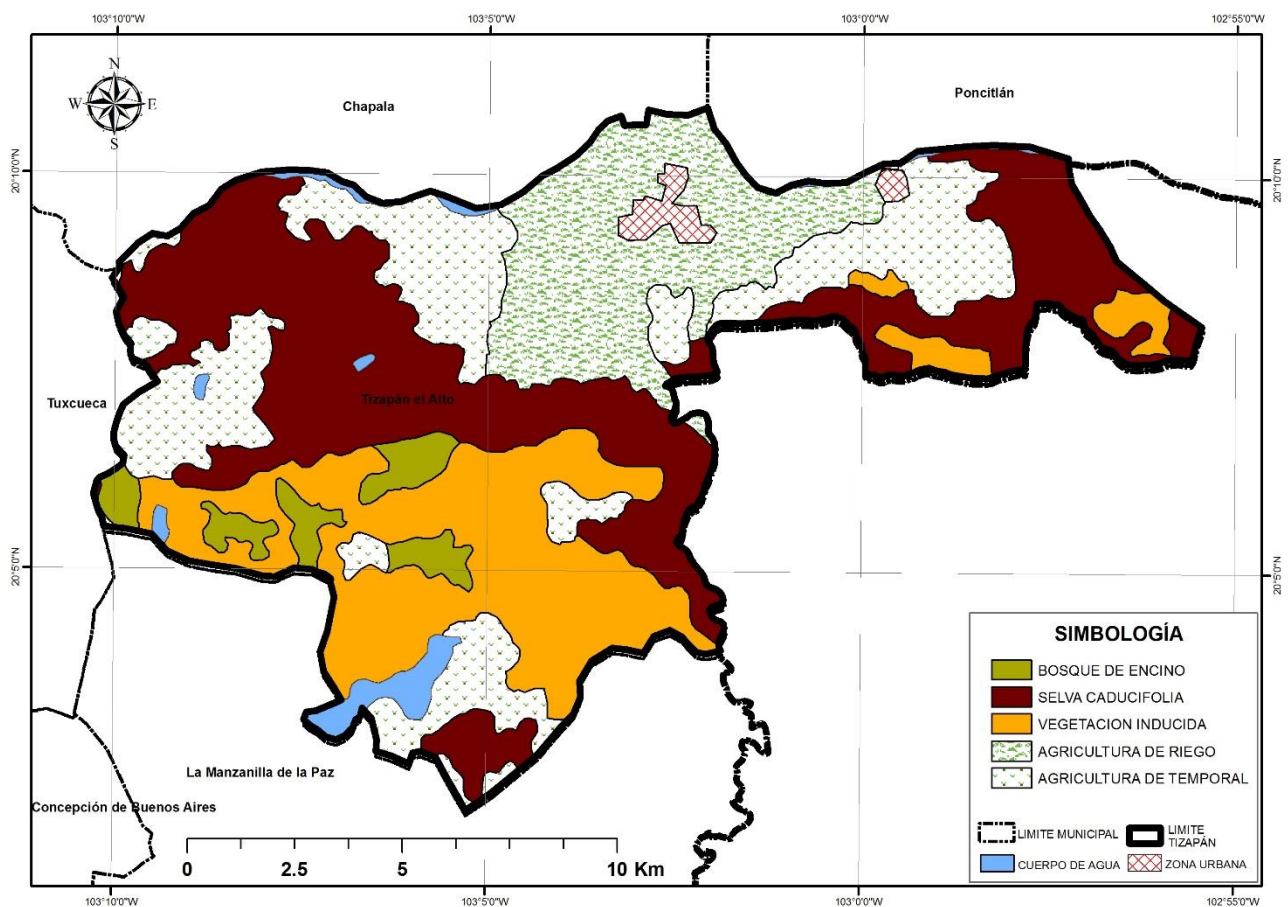 103°10'0"W 103°5'0"W 103°0'0"W 102°55'0"W
N
W E
S
Chapala
Poncitlán
20°10'0"N
20°10'0"N
Tuxcueca
Tizapán el Alto
20°5'0"N
20°5'0"N
La Manzanilla de la Paz
Concepción de Buenos Aires
0 2.5 5 10 Km
SIMBOLOGÍA
BOSQUE DE ENCINO
SELVA CADUCIFOLIA
VEGETACION INDUCIDA
AGRICULTURA DE RIEGO
AGRICULTURA DE TEMPORAL
LIMITE MUNICIPAL
LIMITE
TIZAPÁN
CUERPO DE AGUA
ZONA URBANA
103°10'0"W 103°5'0"W 103°0'0"W 102°55'0"W